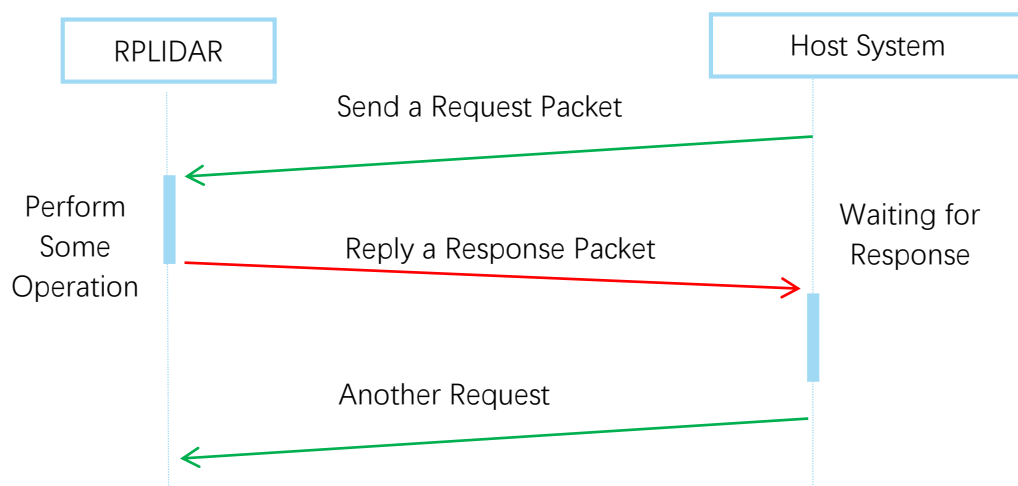 RPLIDAR
Host System
Send a Request Packet
Perform
Some
Operation
Waiting for
Response
Reply a Response Packet
Another Request